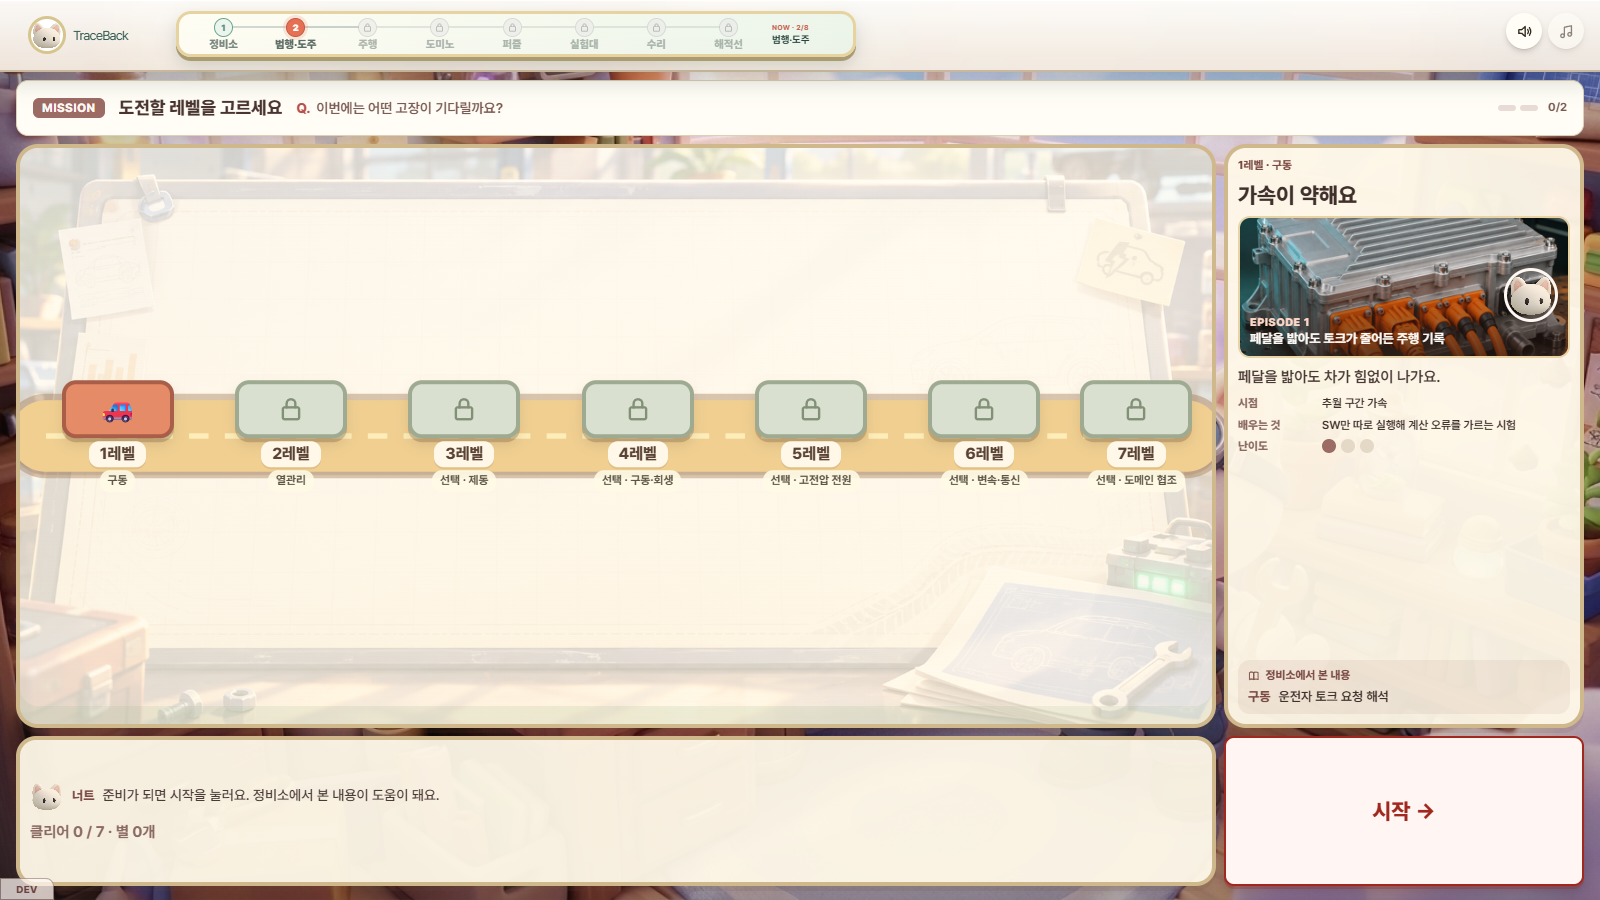 TraceBack
1 2
정비소 범행·도주 주행 도미노 퍼즐 실험대 수리 해적선
NOW · 2/8
범행·도주
MISSION 도전할 레벨을 고르세요 Q. 이번에는 어떤 고장이 기다릴까요? 0/2
1레벨 2레벨 3레벨 4레벨 5레벨 6레벨 7레벨
구동 열관리 선택 · 제동 선택 · 구동·회생 선택 · 고전압 전원 선택 · 변속·통신 선택 · 도메인 협조
1레벨 · 구동
가속이 약해요
EPISODE 1
페달을 밟아도 토크가 줄어든 주행 기록
페달을 밟아도 차가 힘없이 나가요.
시점 추월 구간 가속
배우는 것 SW만 따로 실행해 계산 오류를 가르는 시험
난이도
정비소에서 본 내용
구동 운전자 토크 요청 해석
너트 준비가 되면 시작을 눌러요. 정비소에서 본 내용이 도움이 돼요.
클리어 0 / 7 · 별 0개
시작 →
DEV